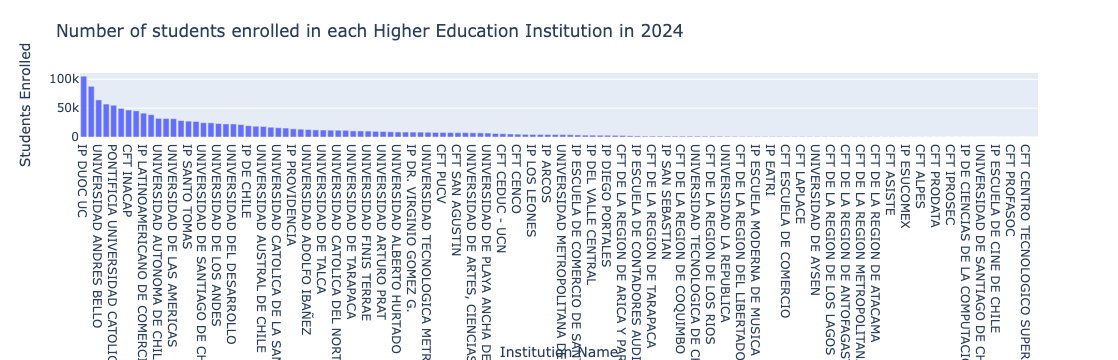 Number of students enrolled in each Higher Education Institution in 2024
Students Enrolled
100k
50k
0
IP DUOC UC
UNIVERSIDAD ANDRES BELLO
PONTIFICIA UNIVERSIDAD CATOLIC
CFT INACAP
IP LATINOAMERICANO DE COMERCI
UNIVERSIDAD AUTONOMA DE CHIL
UNIVERSIDAD DE LAS AMERICAS
IP SANTO TOMAS
UNIVERSIDAD DE SANTIAGO DE CH
UNIVERSIDAD DE LOS ANDES
UNIVERSIDAD DEL DESARROLLO
IP DE CHILE
UNIVERSIDAD AUSTRAL DE CHILE
UNIVERSIDAD CATOLICA DE LA SAN
IP PROVIDENCIA
UNIVERSIDAD ADOLFO IBAÑEZ
UNIVERSIDAD DE TALCA
UNIVERSIDAD CATOLICA DEL NORT
UNIVERSIDAD DE TARAPACA
UNIVERSIDAD FINIS TERRAE
UNIVERSIDAD ARTURO PRAT
UNIVERSIDAD ALBERTO HURTADO
IP DR. VIRGINIO GOMEZ G.
UNIVERSIDAD TECNOLOGICA METR
CFT PUCV
CFT SAN AGUSTIN
UNIVERSIDAD DE ARTES, CIENCIAS
UNIVERSIDAD DE PLAYA ANCHA DE
CFT CEDUC - UCN
CFT CENCO
IP LOS LEONES
IP ARCOS
UNIVERSIDAD METROPOLITANA DE
IP ESCUELA DE COMERCIO DE SAN
IP DEL VALLE CENTRAL
IP DIEGO PORTALES
CFT DE LA REGION DE ARICA Y PAR
IP ESCUELA DE CONTADORES AUDI
CFT DE LA REGION DE TARAPACA
IP SAN SEBASTIAN
CFT DE LA REGION DE COQUIMBO
UNIVERSIDAD TECNOLOGICA DE CH
CFT DE LA REGION DE LOS RIOS
UNIVERSIDAD LA REPUBLICA
CFT DE LA REGION DEL LIBERTADO
IP ESCUELA MODERNA DE MUSICA
IP EATRI
CFT ESCUELA DE COMERCIO
CFT LAPLACE
UNIVERSIDAD DE AYSEN
CFT DE LA REGION DE LOS LAGOS
CFT DE LA REGION DE ANTOFAGAS
CFT DE LA REGION METROPOLITAN
CFT DE LA REGION DE ATACAMA
CFT ASISTE
IP ESUCOMEX
CFT ALPES
CFT PRODATA
CFT IPROSEC
IP DE CIENCIAS DE LA COMPUTACI
UNIVERSIDAD DE SANTIAGO DE CH
IP ESCUELA DE CINE DE CHILE
CFT PROFASOC
CFT CENTRO TECNOLOGICO SUPER
Institution Name